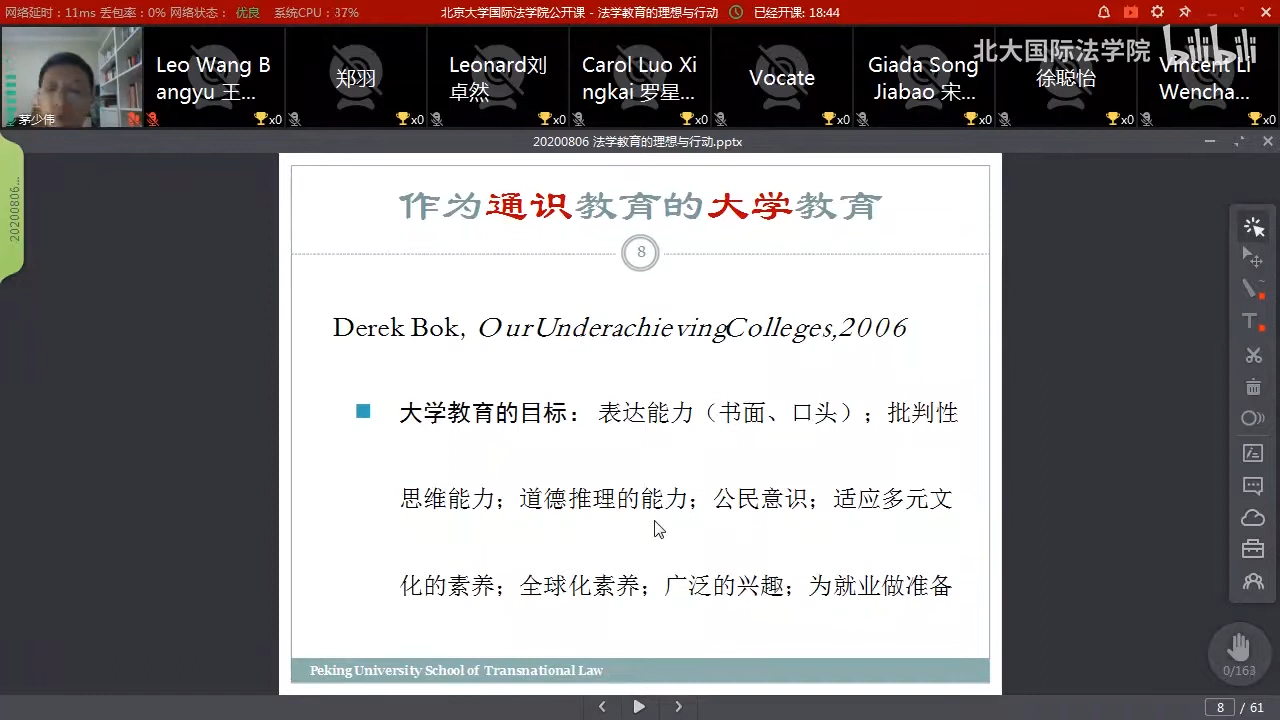 网络延时：11ms 丢包率：0% 网络状态： 优良 系统CPU：37%
北京大学国际法学院公开课 - 法学教育的理想与行动 已经开课: 18:44
北大国际法学院 bilibili
茅少伟
Leo Wang B
angyu 王...
x0
郑羽
x0
Leonard刘
卓然
x0
Carol Luo Xi
ngkai 罗星...
x0
Vocate
x0
Giada Song
Jiabao 宋...
x0
徐聪怡
x0
Vincent Li
Wencha...
x0
20200806 法学教育的理想与行动.pptx
20200806...
作为通识教育的大学教育
8
Derek Bok, Our Underachieving Colleges, 2006
大学教育的目标： 表达能力（书面、口头）；批判性
思维能力；道德推理的能力；公民意识；适应多元文
化的素养；全球化素养；广泛的兴趣；为就业做准备
Peking University School of Transnational Law
0/163
8 / 61